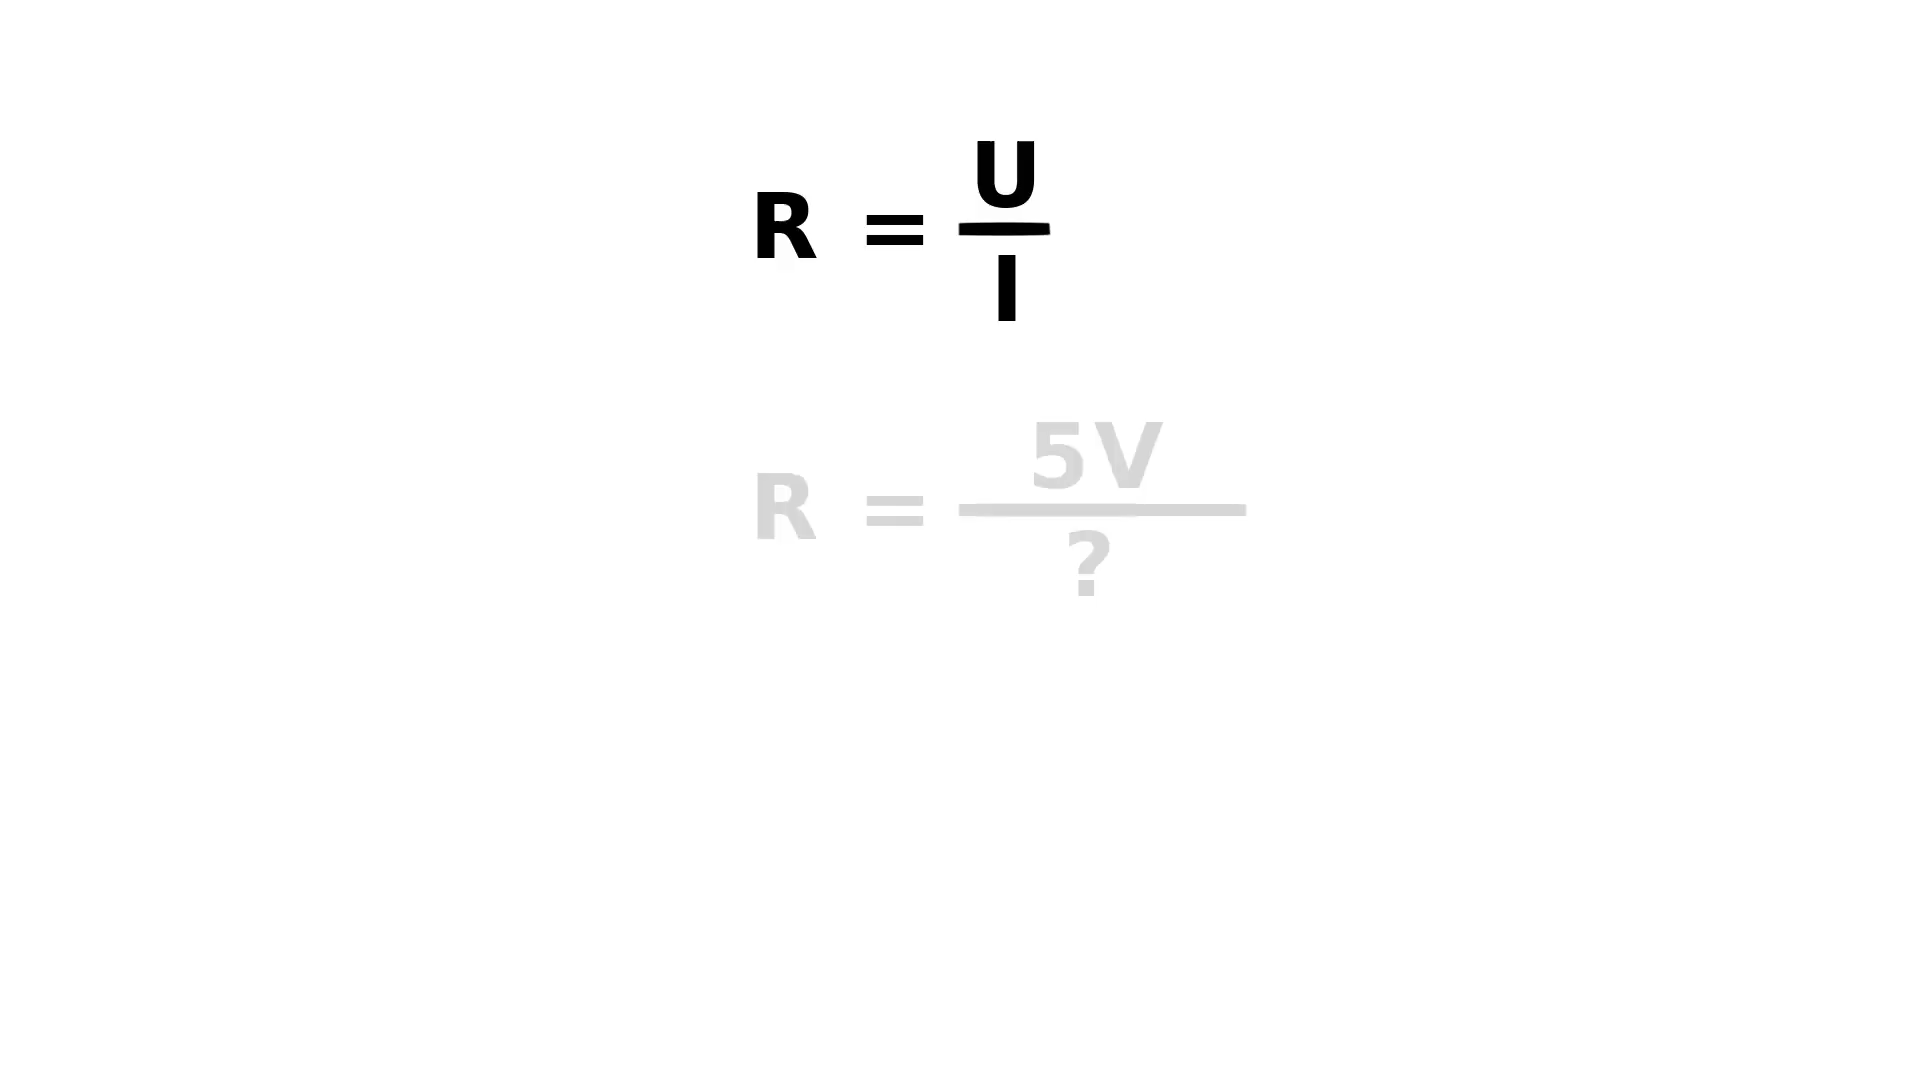 R = U / I
R = 5V / ?